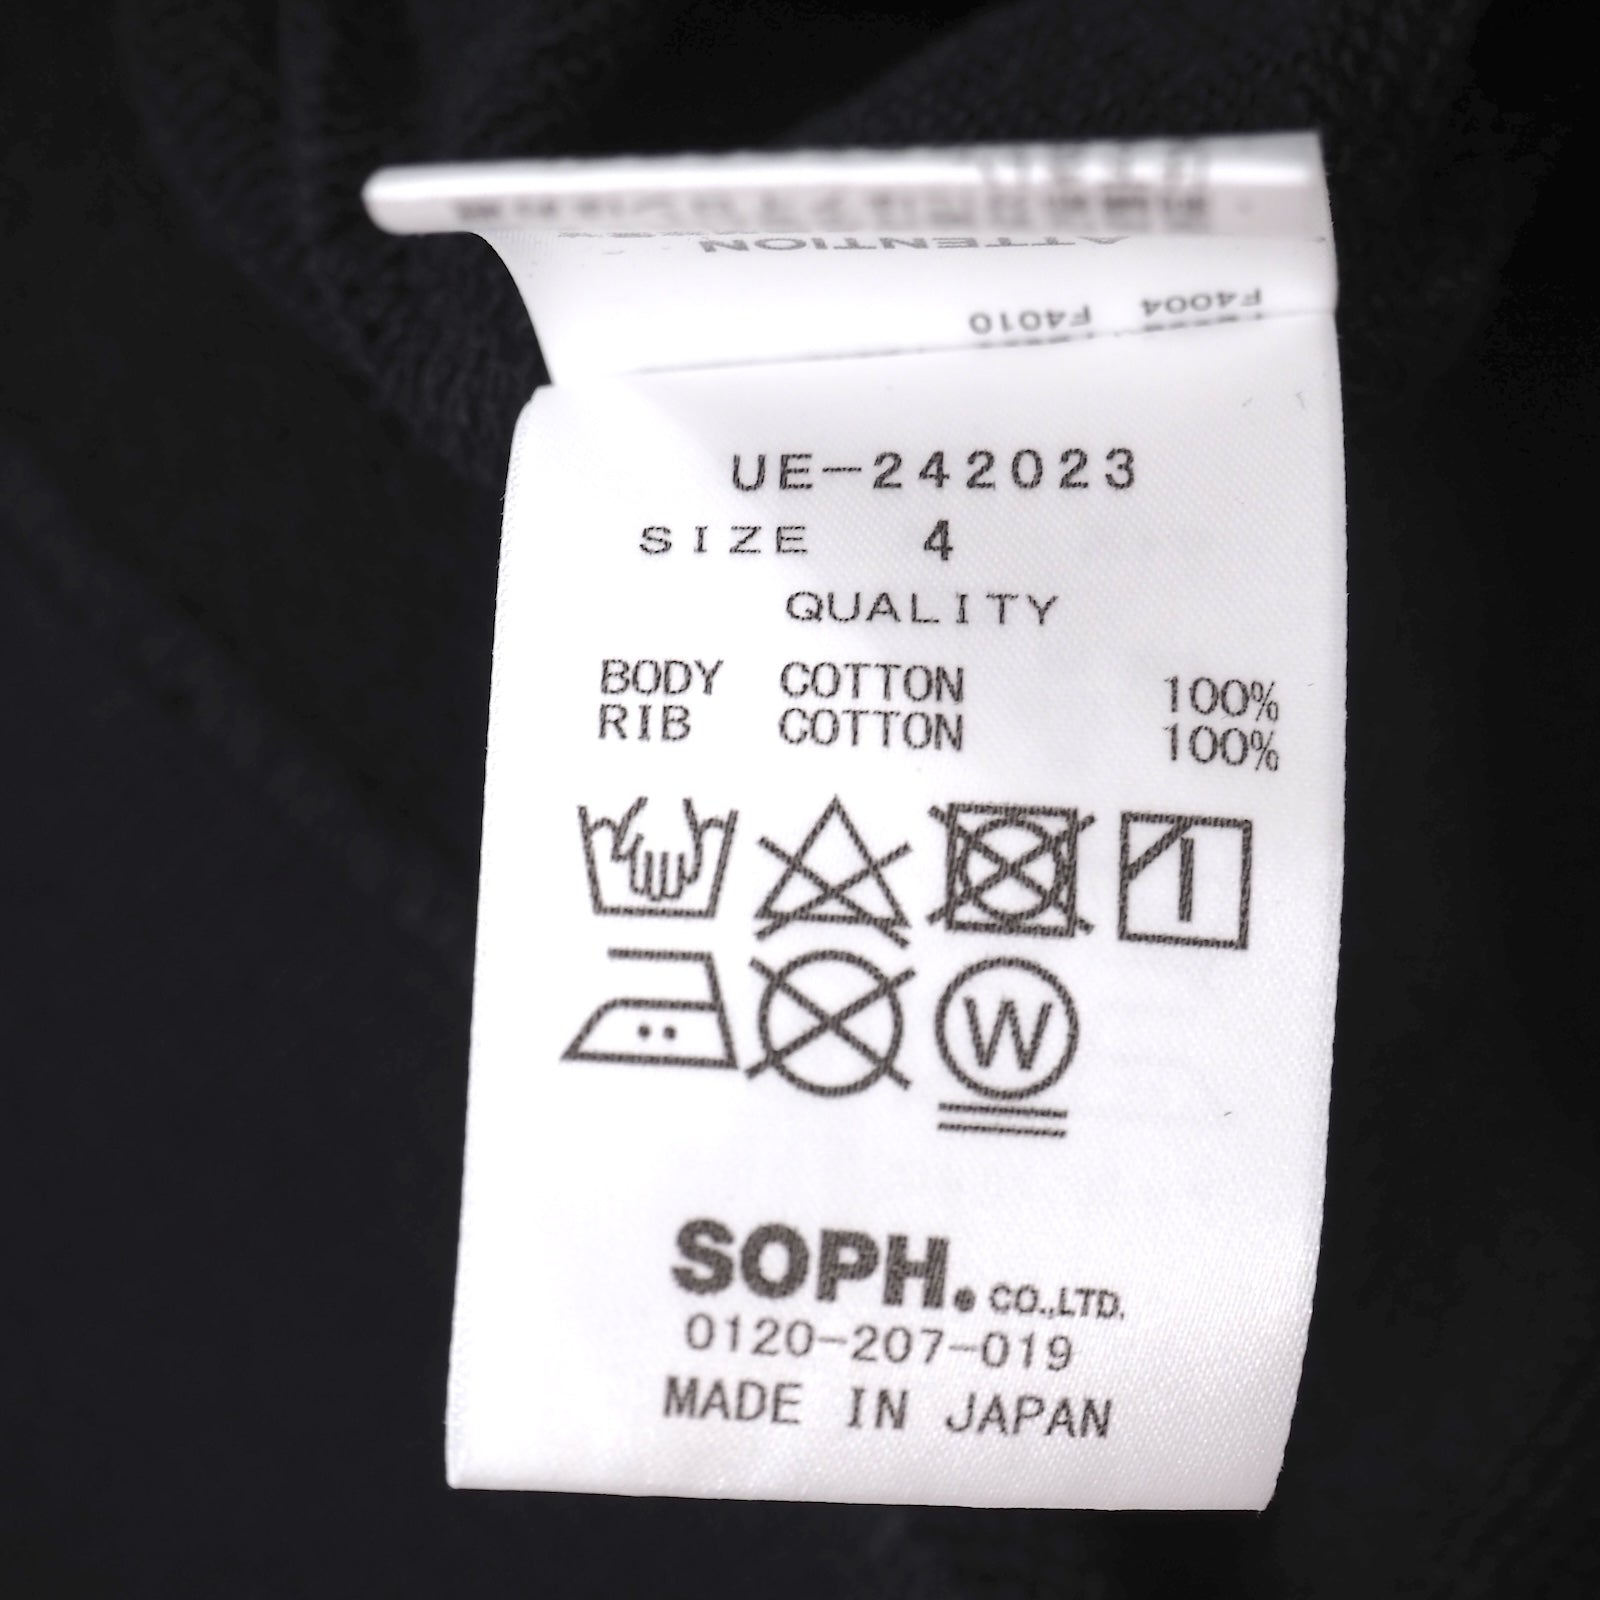 ATTENTION
F4004 F4010
UE-242023
SIZE 4
QUALITY
BODY COTTON 100%
RIB COTTON 100%
W
SOPH. CO.,LTD.
0120-207-019
MADE IN JAPAN